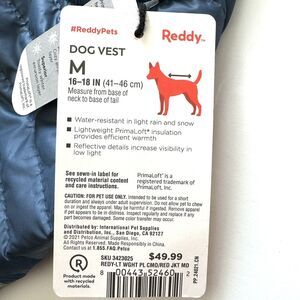 #ReddyPets
Reddy™
DOG VEST
M
16–18 IN (41–46 cm)
Measure from base of
neck to base of tail
Water-resistant in light rain and snow
Lightweight PrimaLoft® insulation
provides efficient warmth
Reflective details increase visibility in
low light
See sewn-in label for
recycled material content
and care instructions.
PrimaLoft® is a
registered trademark of
PrimaLoft, Inc.
CAUTION: FOR PET USE ONLY. Intended to be used for a short
duration and always under adult supervision. Do not allow pet to chew
on or ingest the apparel. May be harmful if ingested. Remove apparel
if pet appears to be in distress. Inspect regularly and replace if any
part becomes damaged. Some color transfer may occur.
Distributed by: International Pet Supplies
and Distribution, Inc., San Diego, CA 92127
©2021 Petco Animal Supplies, Inc.
All Rights Reserved. Made Responsibly in China.
Contact us at 1.855.FAQ.Petco
R
Product made
with recycled
materials.
SKU 3423025
$49.99
REDY-LT WGHT PL CMO/RED JKT MD
8 00443 52460 2
PP_24021_CN